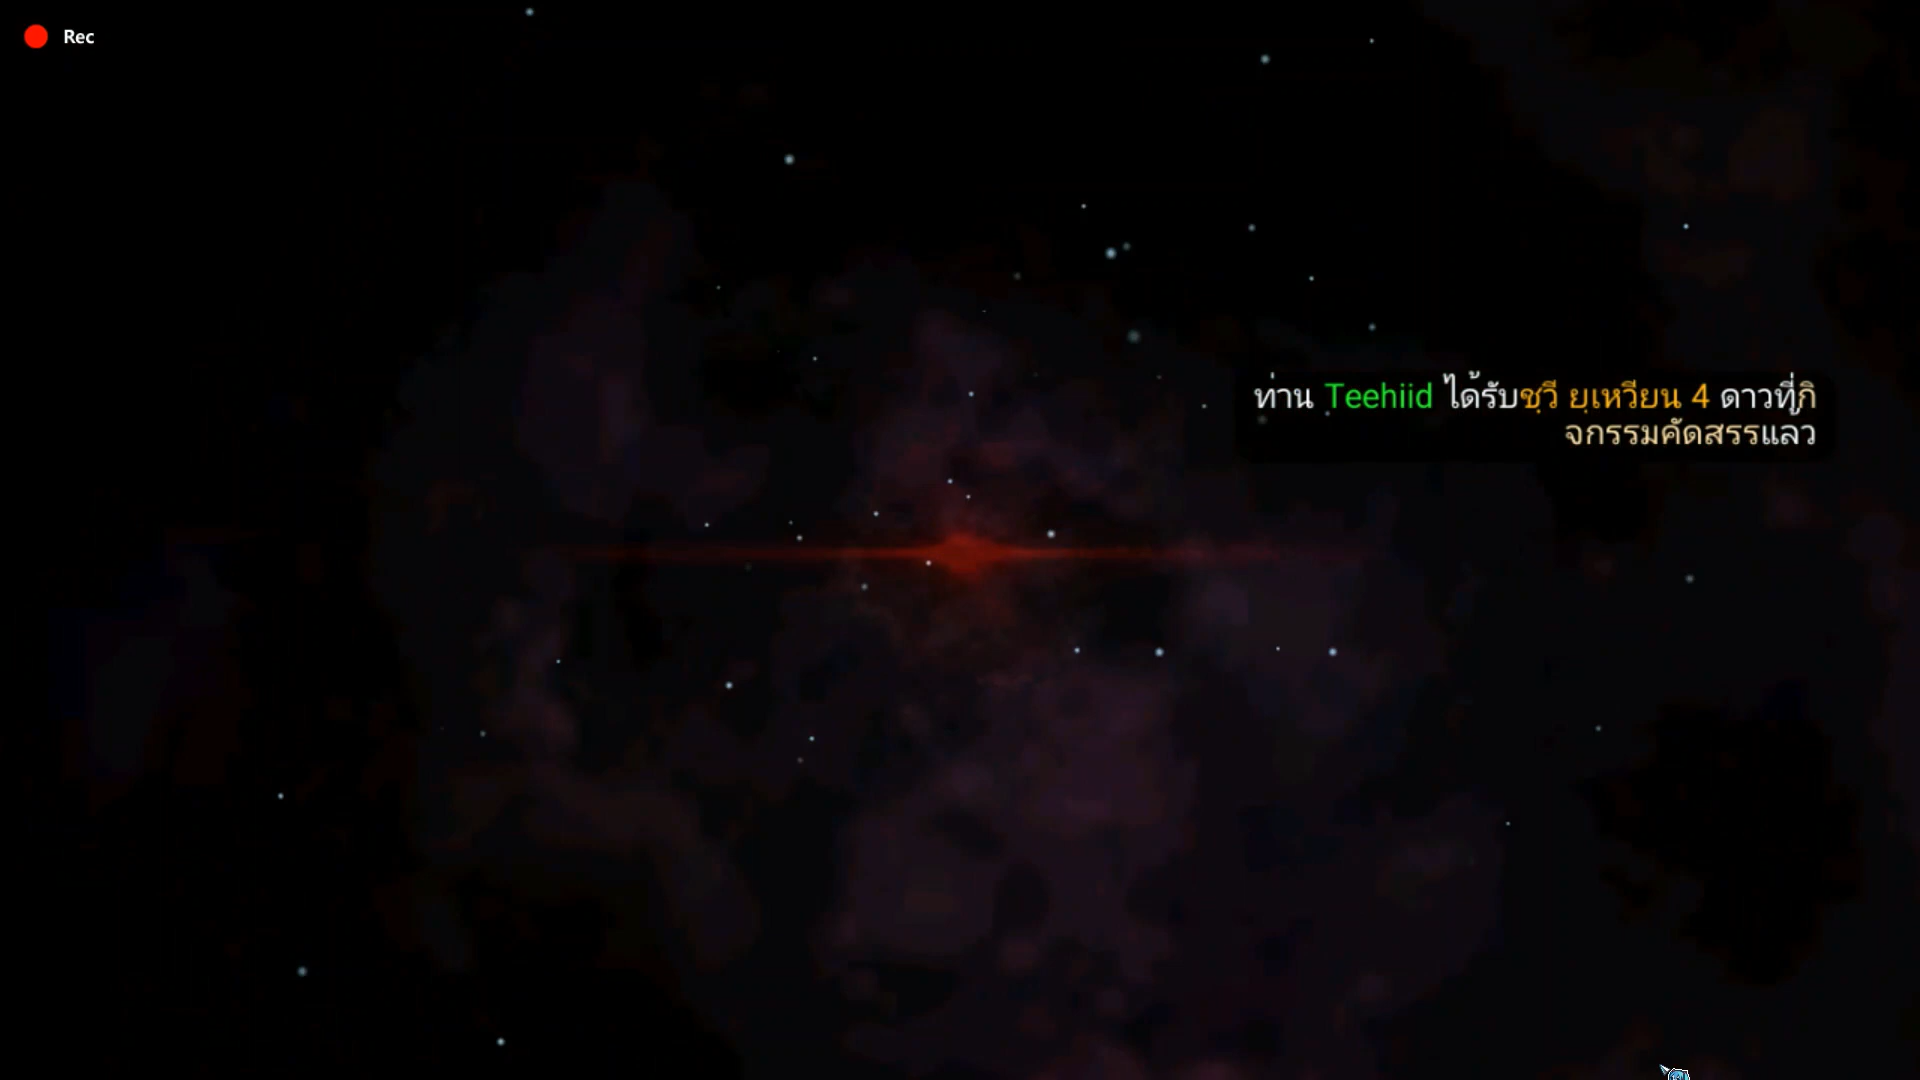 Rec
ท่าน Teehiid ได้รับชฺวี ยฺเหวียน 4 ดาวที่กิ
จกรรมคัดสรรแล้ว